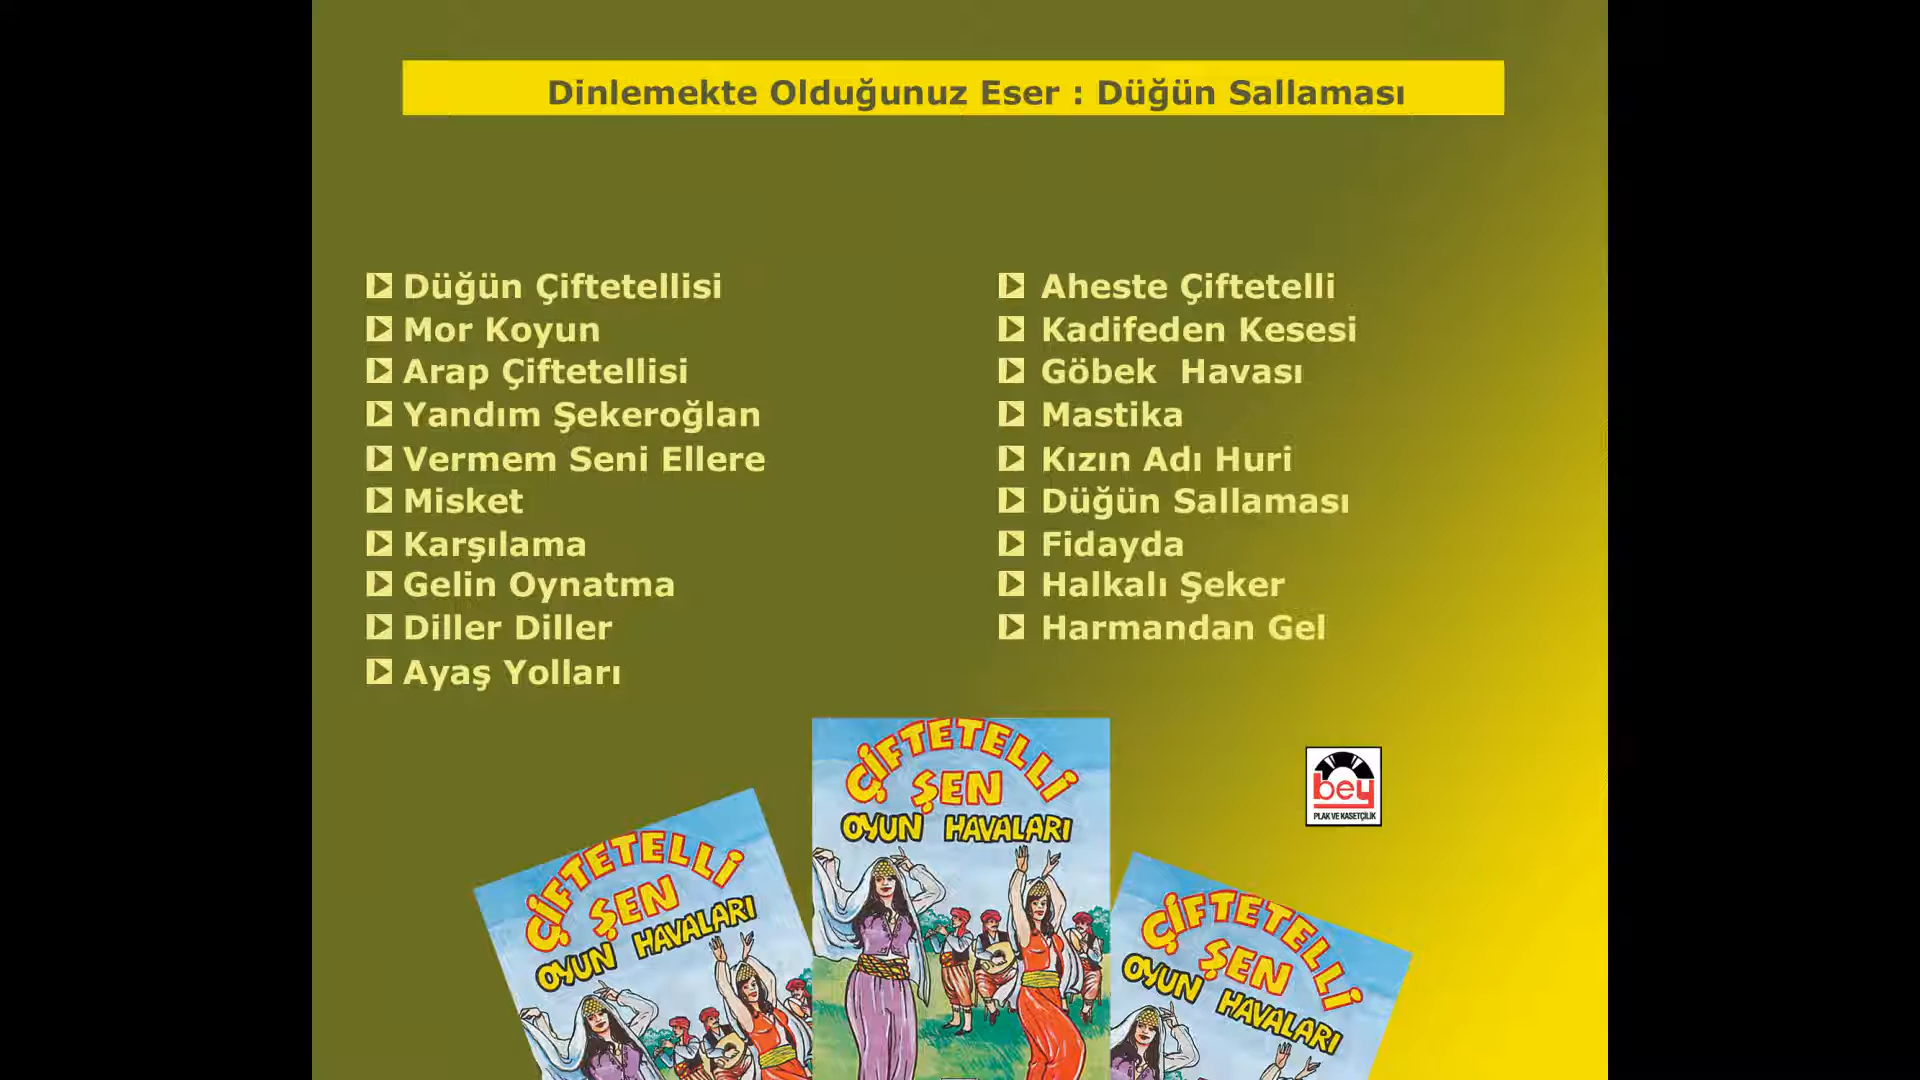 Dinlemekte Olduğunuz Eser : Düğün Sallaması
Düğün Çiftetellisi
Mor Koyun
Arap Çiftetellisi
Yandım Şekeroğlan
Vermem Seni Ellere
Misket
Karşılama
Gelin Oynatma
Diller Diller
Ayaş Yolları
Aheste Çiftetelli
Kadifeden Kesesi
Göbek  Havası
Mastika
Kızın Adı Huri
Düğün Sallaması
Fidayda
Halkalı Şeker
Harmandan Gel
ÇİFTETELLİ
ŞEN
OYUN HAVALARI
ÇİFTETELLİ
ŞEN
OYUN HAVALARI
ÇİFTETELLİ
ŞEN
OYUN HAVALARI
bey
PLAK VE KASETÇİLİK